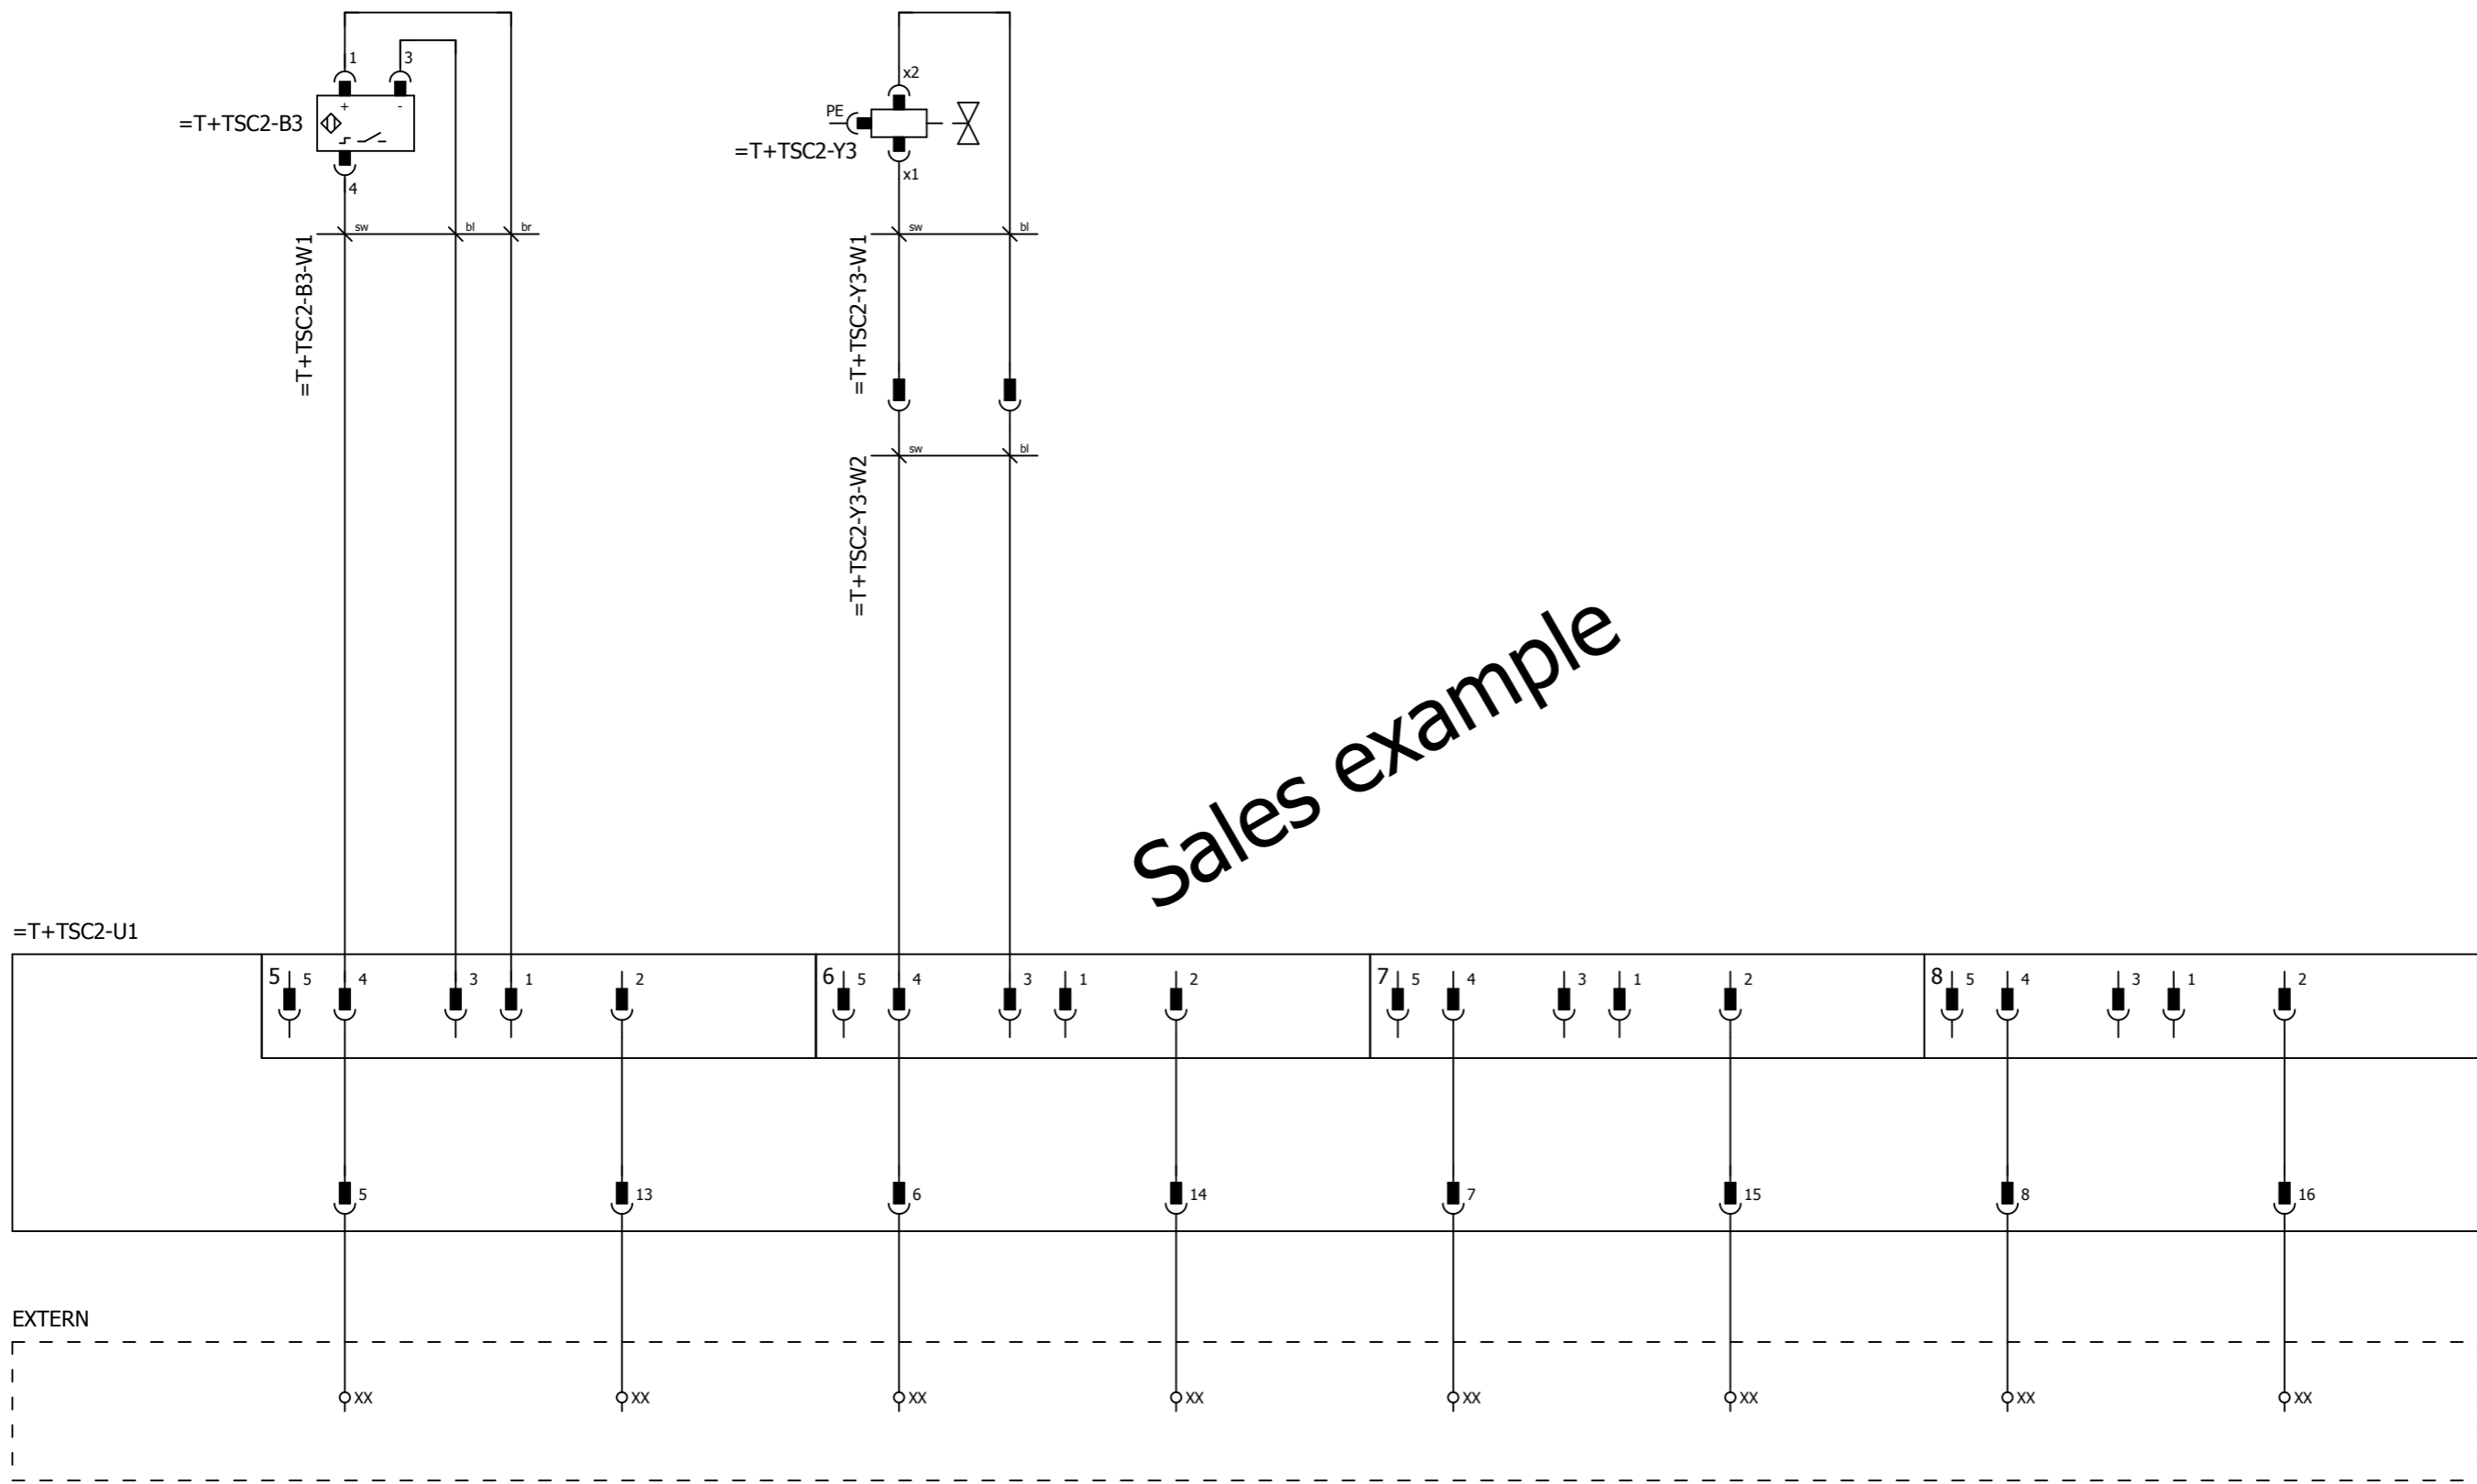 1 3
x2
+ -
PE
=T+TSC2-B3
=T+TSC2-Y3
4
x1
sw bl br
sw bl
=T+TSC2-B3-W1
=T+TSC2-Y3-W1
sw bl
=T+TSC2-Y3-W2
Sales example
=T+TSC2-U1
5 5 4 3 1 2
6 5 4 3 1 2
7 5 4 3 1 2
8 5 4 3 1 2
5 13 6 14 7 15 8 16
EXTERN
XX XX XX XX XX XX XX XX